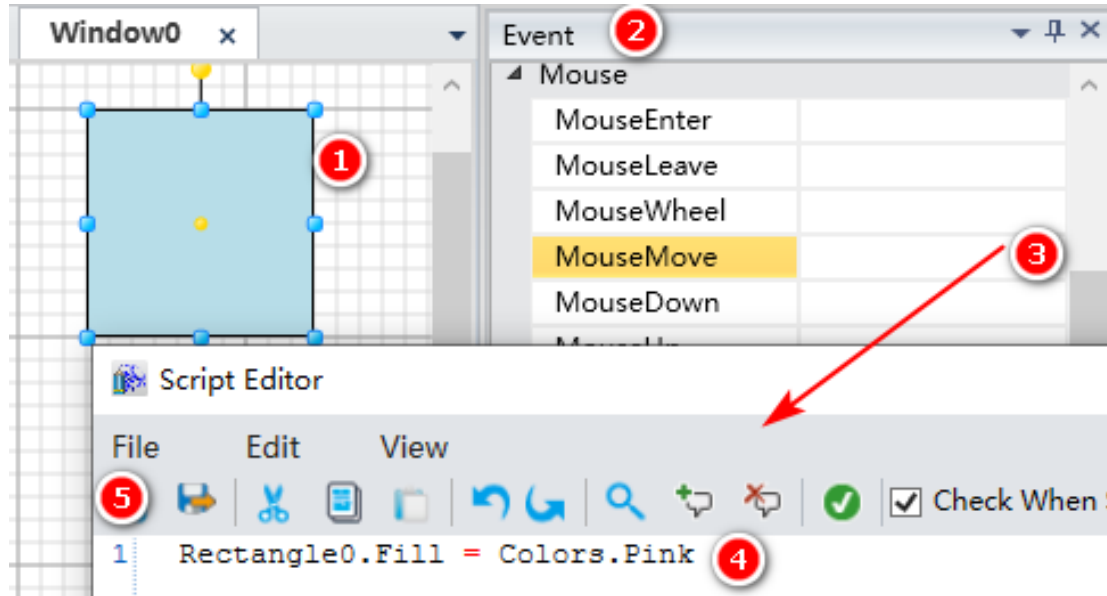 Window0 x
Event 2
Mouse
MouseEnter
1
MouseLeave
MouseWheel
MouseMove
3
MouseDown
Script Editor
File Edit View
5
Check When
1 Rectangle0.Fill = Colors.Pink 4